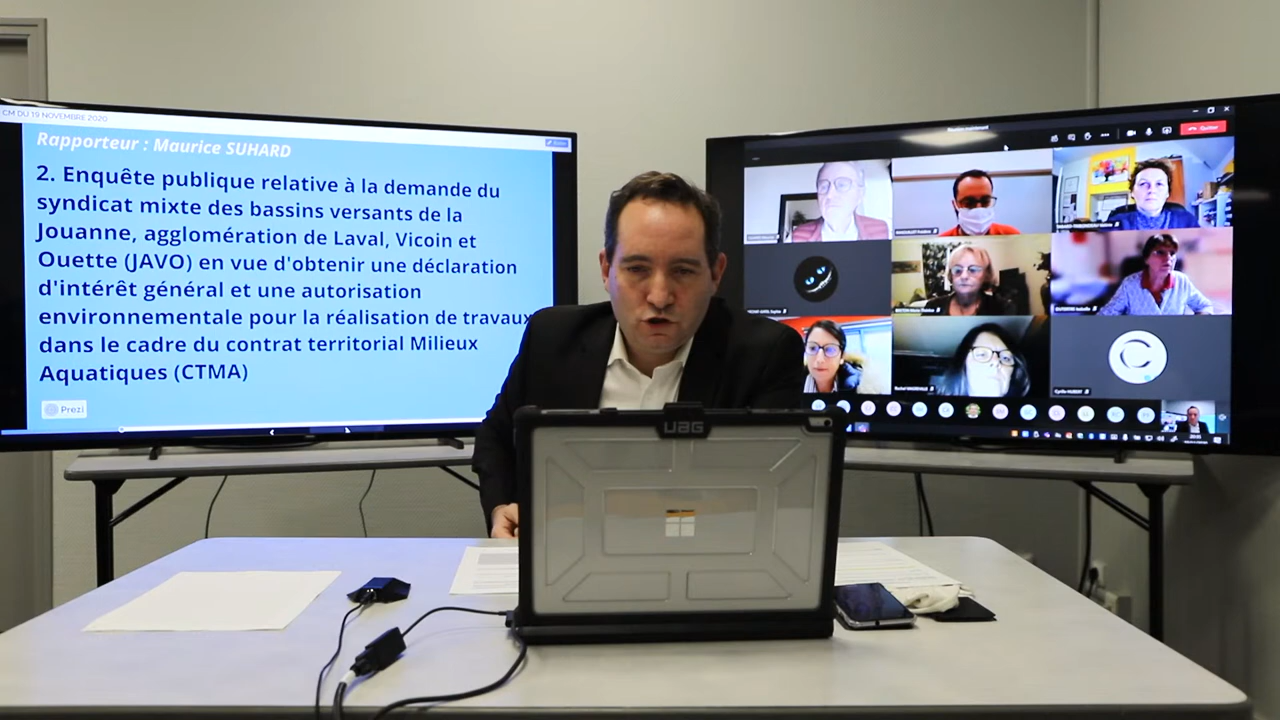 CM DU 19 NOVEMBRE 2020
Rapporteur : Maurice SUHARD
2. Enquête publique relative à la demande du
syndicat mixte des bassins versants de la
Jouanne, agglomération de Laval, Vicoin et
Ouette (JAVO) en vue d'obtenir une déclaration
d'intérêt général et une autorisation
environnementale pour la réalisation de travaux
dans le cadre du contrat territorial Milieux
Aquatiques (CTMA)
Prezi
Quitter
C
UAG